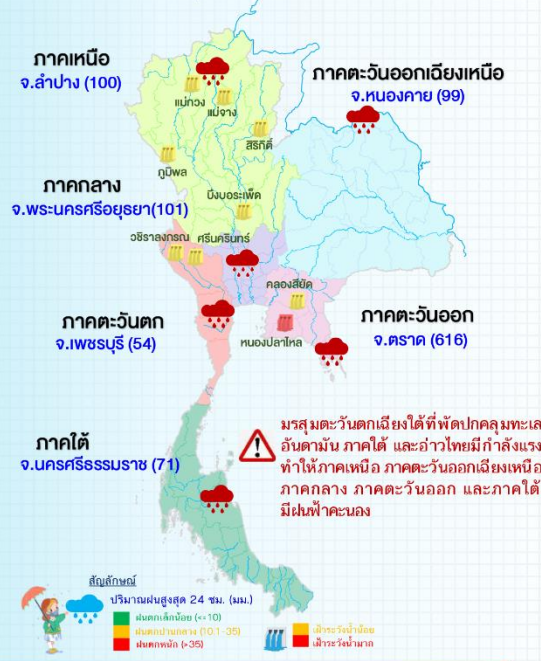 ภาคเหนือ
จ.ลำปาง (100)
ภาคตะวันออกเฉียงเหนือ
จ.หนองคาย (99)
แม่กวง
แม่จาง
สิริกิติ์
ภูมิพล
ภาคกลาง
จ.พระนครศรีอยุธยา(101)
บึงบอระเพ็ด
วชิราลงกรณ
ศรีนครินทร์
คลองสียัด
ภาคตะวันตก
จ.เพชรบุรี (54)
หนองปลาไหล
ภาคตะวันออก
จ.ตราด (616)
ภาคใต้
จ.นครศรีธรรมราช (71)
มรสุมตะวันตกเฉียงใต้ที่พัดปกคลุมทะเล
อันดามัน ภาคใต้ และอ่าวไทยมีกำลังแรง
ทำให้ภาคเหนือ ภาคตะวันออกเฉียงเหนือ
ภาคกลาง ภาคตะวันออก และภาคใต้
มีฝนฟ้าคะนอง
สัญลักษณ์
ปริมาณฝนสูงสุด 24 ชม. (มม.)
ฝนตกเล็กน้อย (<=10)
ฝนตกปานกลาง (10.1-35)
ฝนตกหนัก (>35)
เฝ้าระวังน้ำน้อย
เฝ้าระวังน้ำมาก